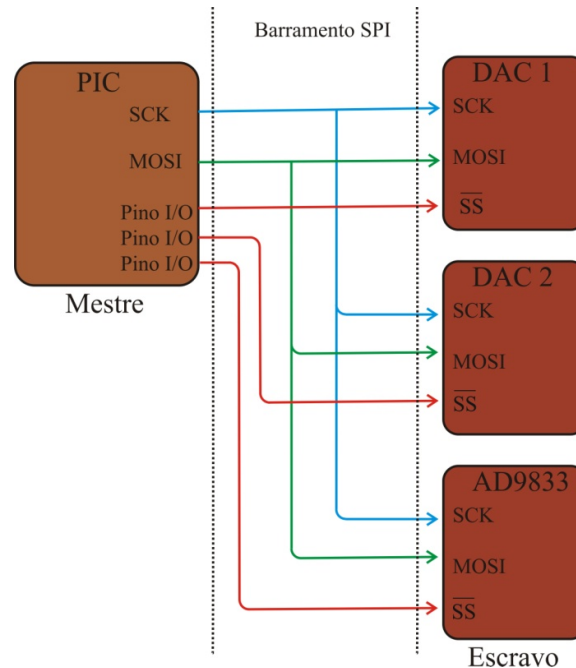 Barramento SPI
PIC
SCK
MOSI
Pino I/O
Pino I/O
Pino I/O
Mestre
DAC 1
SCK
MOSI
SS
DAC 2
SCK
MOSI
SS
AD9833
SCK
MOSI
SS
Escravo